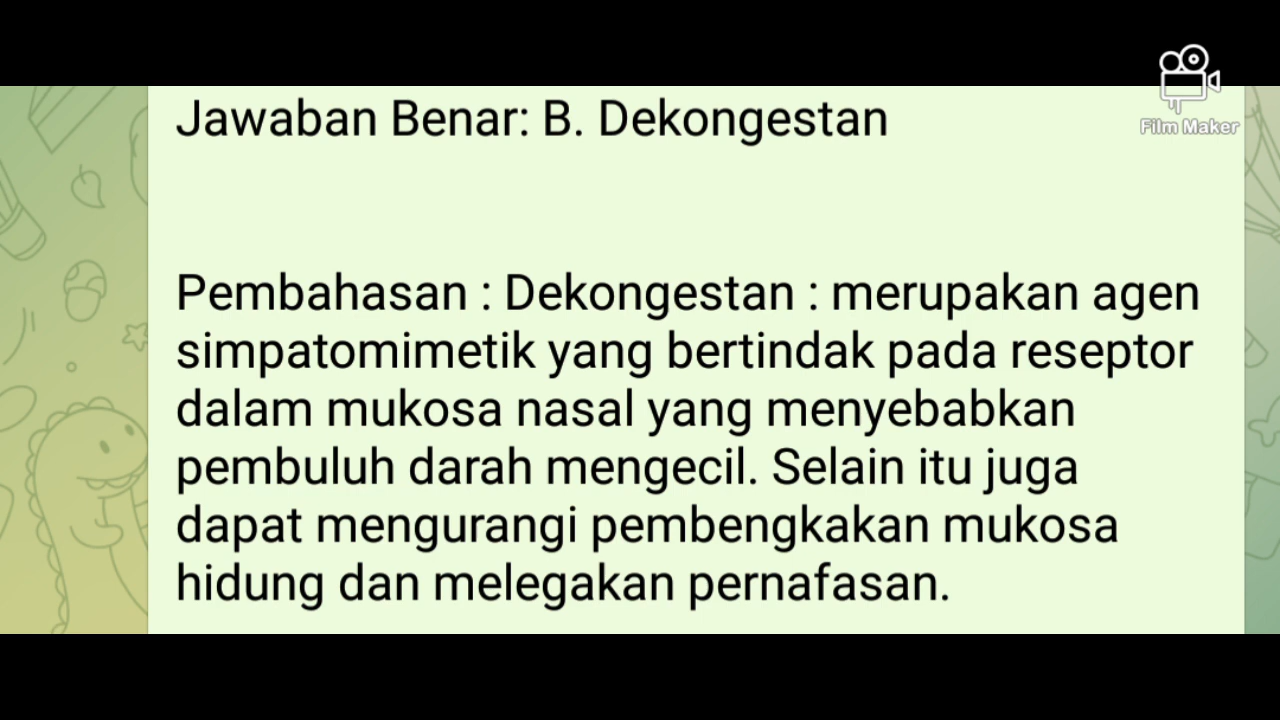 Film Maker
Jawaban Benar: B. Dekongestan
Pembahasan : Dekongestan : merupakan agen
simpatomimetik yang bertindak pada reseptor
dalam mukosa nasal yang menyebabkan
pembuluh darah mengecil. Selain itu juga
dapat mengurangi pembengkakan mukosa
hidung dan melegakan pernafasan.